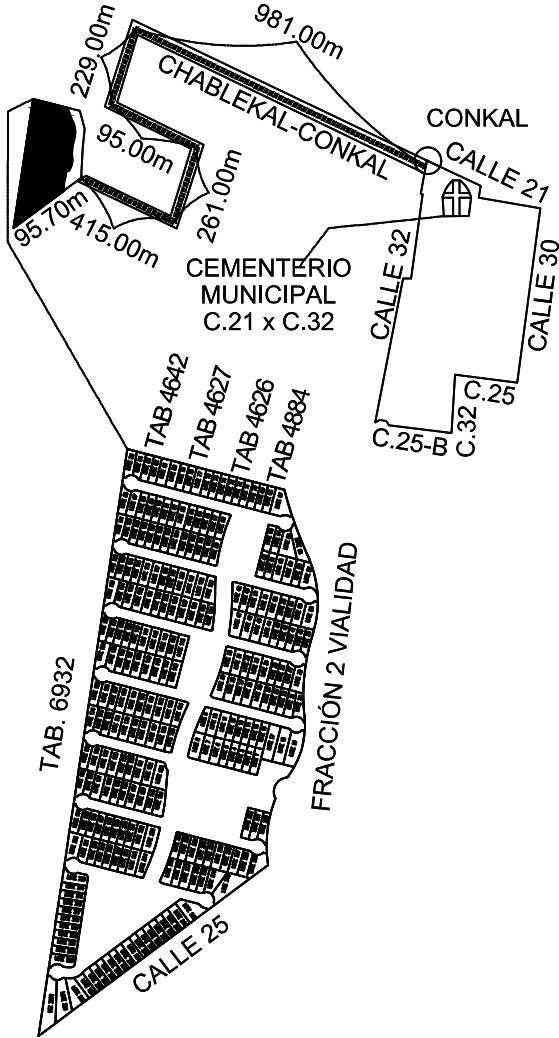 981.00m
229.00m
CHABLEKAL-CONKAL
CONKAL
CALLE 21
95.00m
261.00m
95.70m
415.00m
CEMENTERIO
MUNICIPAL
C.21 x C.32
CALLE 32
CALLE 30
C.25
C.32
C.25-B
TAB 4642
TAB 4627
TAB 4626
TAB 4884
FRACCIÓN 2 VIALIDAD
TAB. 6932
CALLE 25